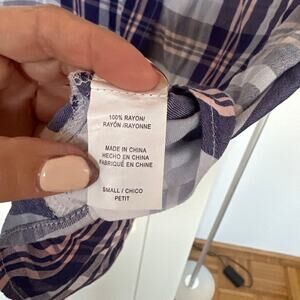 100% RAYON/
RAYÓN /RAYONNE
MADE IN CHINA
HECHO EN CHINA
FABRIQUÉ EN CHINE
SMALL / CHICO
PETIT